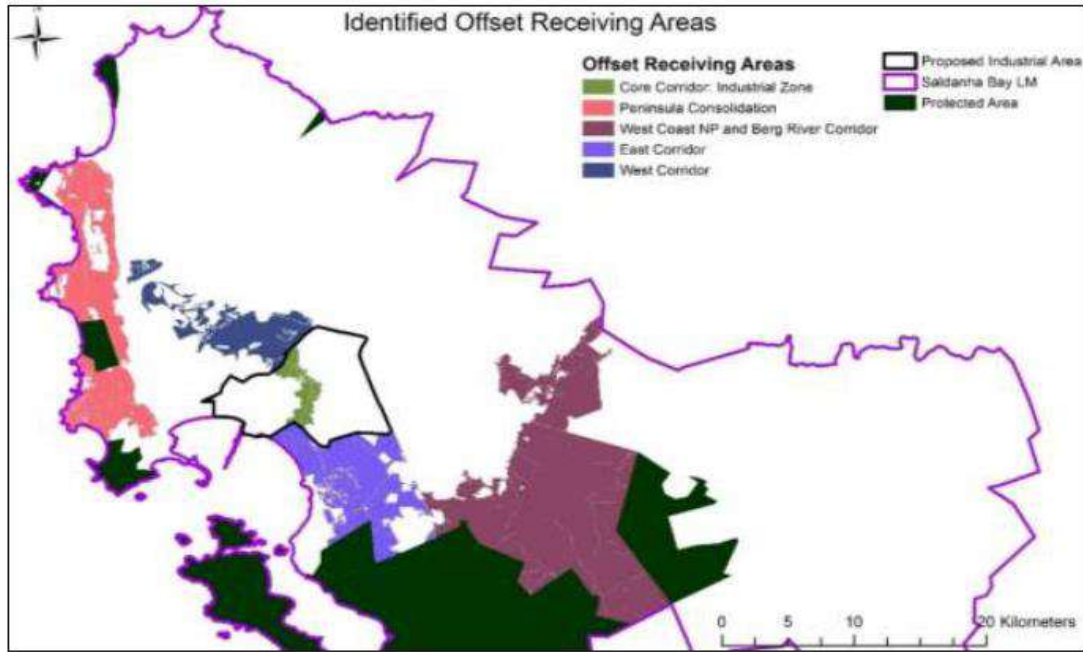 Identified Offset Receiving Areas
Offset Receiving Areas
Core Corridor: Industrial Zone
Peninsula Consolidation
West Coast NP and Berg River Corridor
East Corridor
West Corridor
Proposed Industrial Area
Saldanha Bay LM
Protected Area
0 5 10 20 Kilometers